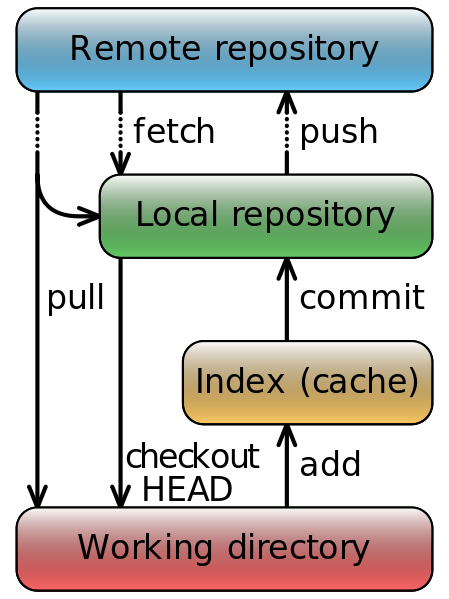 Remote repository
fetch
push
Local repository
pull
commit
Index (cache)
checkout
HEAD
add
Working directory